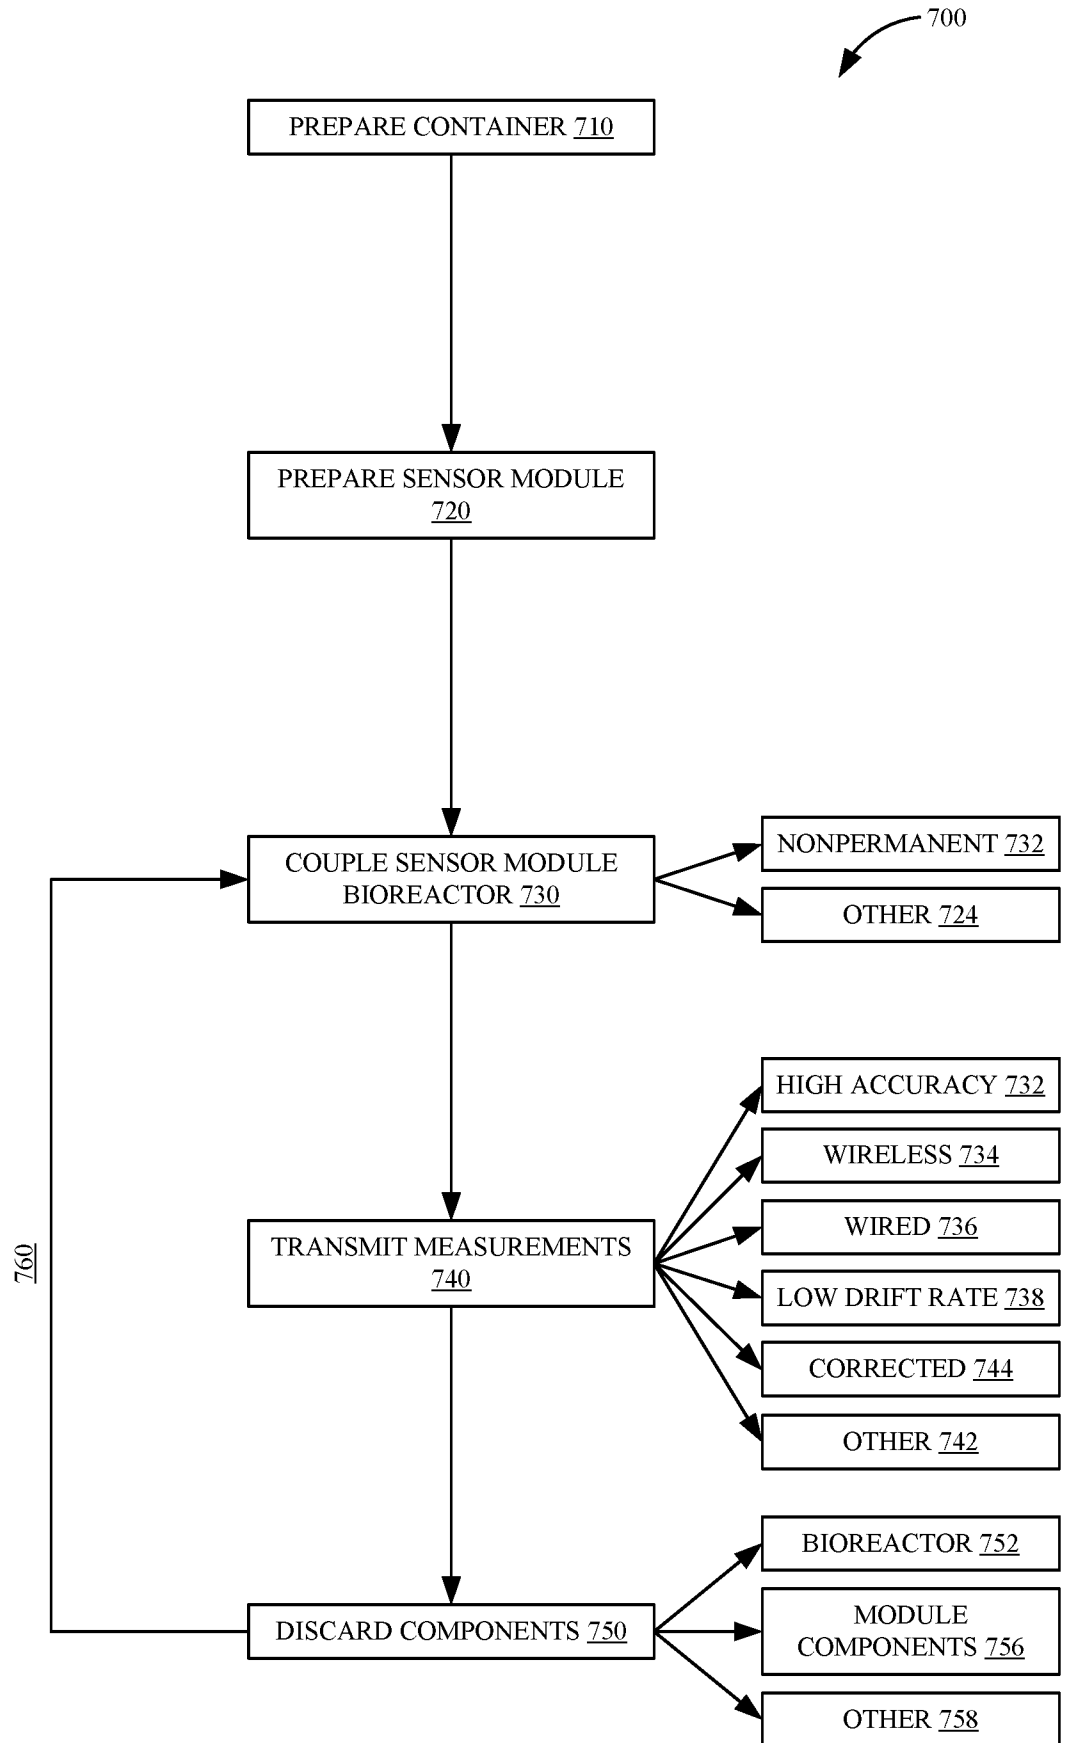 700
PREPARE CONTAINER 710
PREPARE SENSOR MODULE
720
COUPLE SENSOR MODULE
BIOREACTOR 730
NONPERMANENT 732
OTHER 724
TRANSMIT MEASUREMENTS
740
HIGH ACCURACY 732
WIRELESS 734
WIRED 736
LOW DRIFT RATE 738
CORRECTED 744
OTHER 742
760
DISCARD COMPONENTS 750
BIOREACTOR 752
MODULE
COMPONENTS 756
OTHER 758